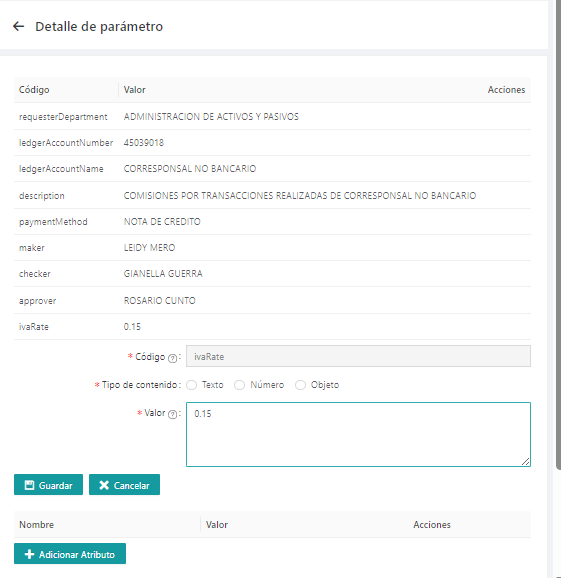 Detalle de parámetro
Código Valor Acciones
requesterDepartment ADMINISTRACION DE ACTIVOS Y PASIVOS
ledgerAccountNumber 45039018
ledgerAccountName CORRESPONSAL NO BANCARIO
description COMISIONES POR TRANSACCIONES REALIZADAS DE CORRESPONSAL NO BANCARIO
paymentMethod NOTA DE CREDITO
maker LEIDY MERO
checker GIANELLA GUERRA
approver ROSARIO CUNTO
ivaRate 0.15
* Código ? : ivaRate
* Tipo de contenido : Texto Número Objeto
* Valor ? : 0.15
Guardar Cancelar
Nombre Valor Acciones
Adicionar Atributo